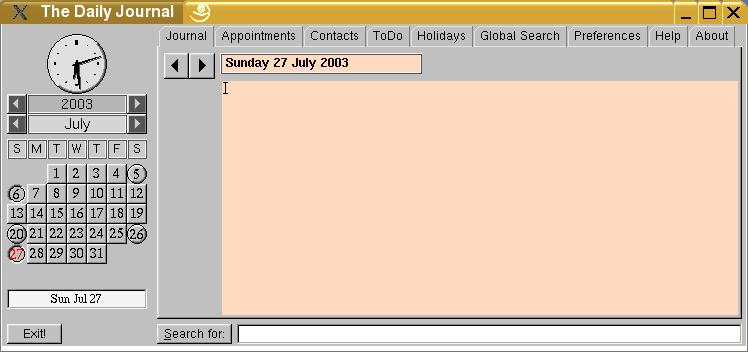 The Daily Journal
Journal Appointments Contacts ToDo Holidays Global Search Preferences Help About
Sunday 27 July 2003
2003
July
S M T W T F S
1 2 3 4 5
6 7 8 9 10 11 12
13 14 15 16 17 18 19
20 21 22 23 24 25 26
27 28 29 30 31
Sun Jul 27
Exit!
Search for: